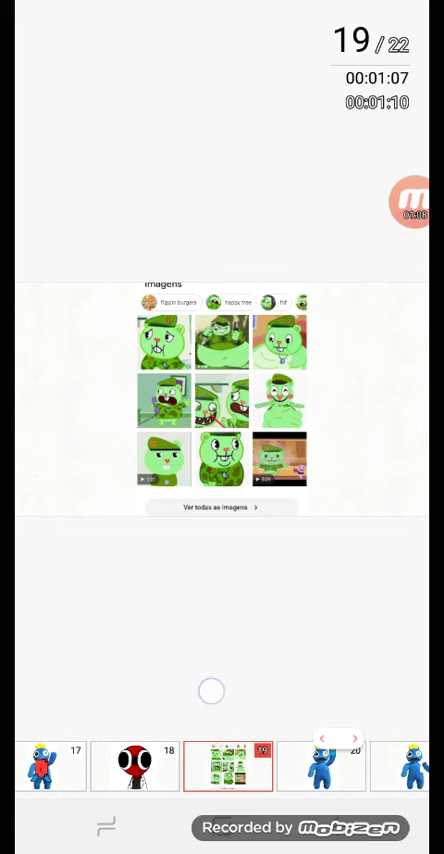 19 / 22
00:01:07
00:01:10
01:08
Imagens
flippin burgers
happy tree
fnf
Ver todas as imagens >
17
18
19
20
Recorded by mobizen